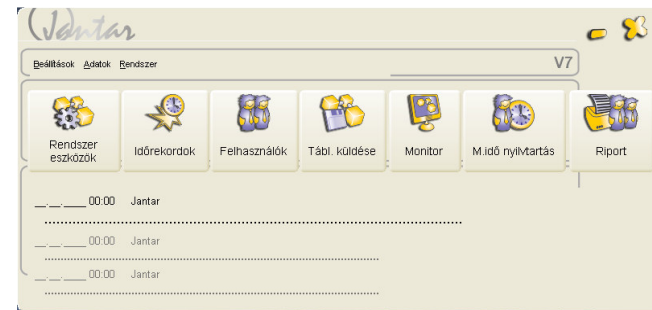 Jantar
Beállítások Adatok Rendszer
V7
Rendszer eszközök
Időrekordok
Felhasználók
Tábl. küldése
Monitor
M.idő nyilvtartás
Riport
__.__.____ 00:00 Jantar
__.__.____ 00:00 Jantar
__.__.____ 00:00 Jantar